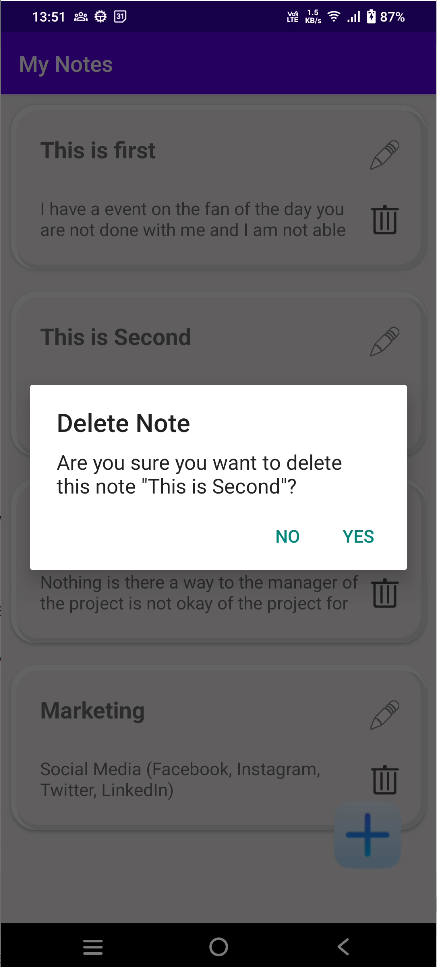 13:51
31
Vo
LTE
1.5
KB/s
87%
My Notes
This is first
I have a event on the fan of the day you
are not done with me and I am not able
This is Second
Delete Note
Are you sure you want to delete
this note "This is Second"?
NO
YES
Nothing is there a way to the manager of
the project is not okay of the project for
Marketing
Social Media (Facebook, Instagram,
Twitter, LinkedIn)